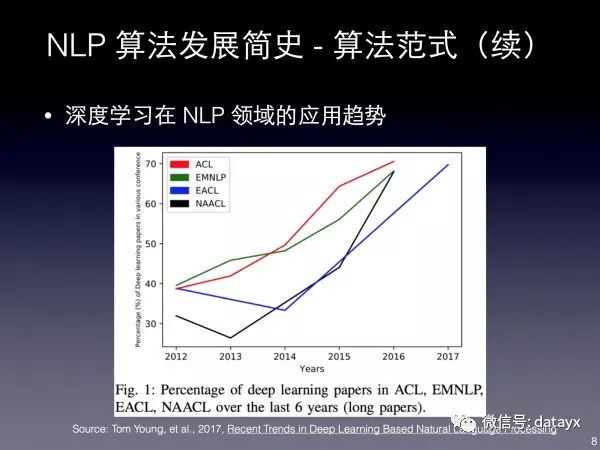 NLP 算法发展简史 - 算法范式（续）
• 深度学习在 NLP 领域的应用趋势
Percentage (%) of Deep learning papers in various conference
70
60
50
40
30
ACL
EMNLP
EACL
NAACL
2012 2013 2014 2015 2016 2017
Years
Fig. 1: Percentage of deep learning papers in ACL, EMNLP,
EACL, NAACL over the last 6 years (long papers).
微信号: datayx
Source: Tom Young, et al., 2017, Recent Trends in Deep Learning Based Natural Language Processing
8